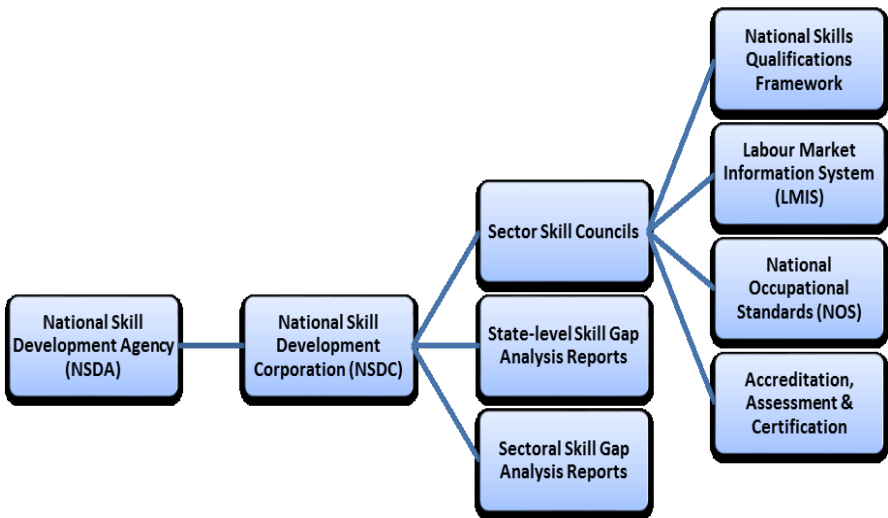 National Skill
Development Agency
(NSDA)
National Skill
Development
Corporation (NSDC)
Sector Skill Councils
State-level Skill Gap
Analysis Reports
Sectoral Skill Gap
Analysis Reports
National Skills
Qualifications
Framework
Labour Market
Information System
(LMIS)
National
Occupational
Standards (NOS)
Accreditation,
Assessment &
Certification